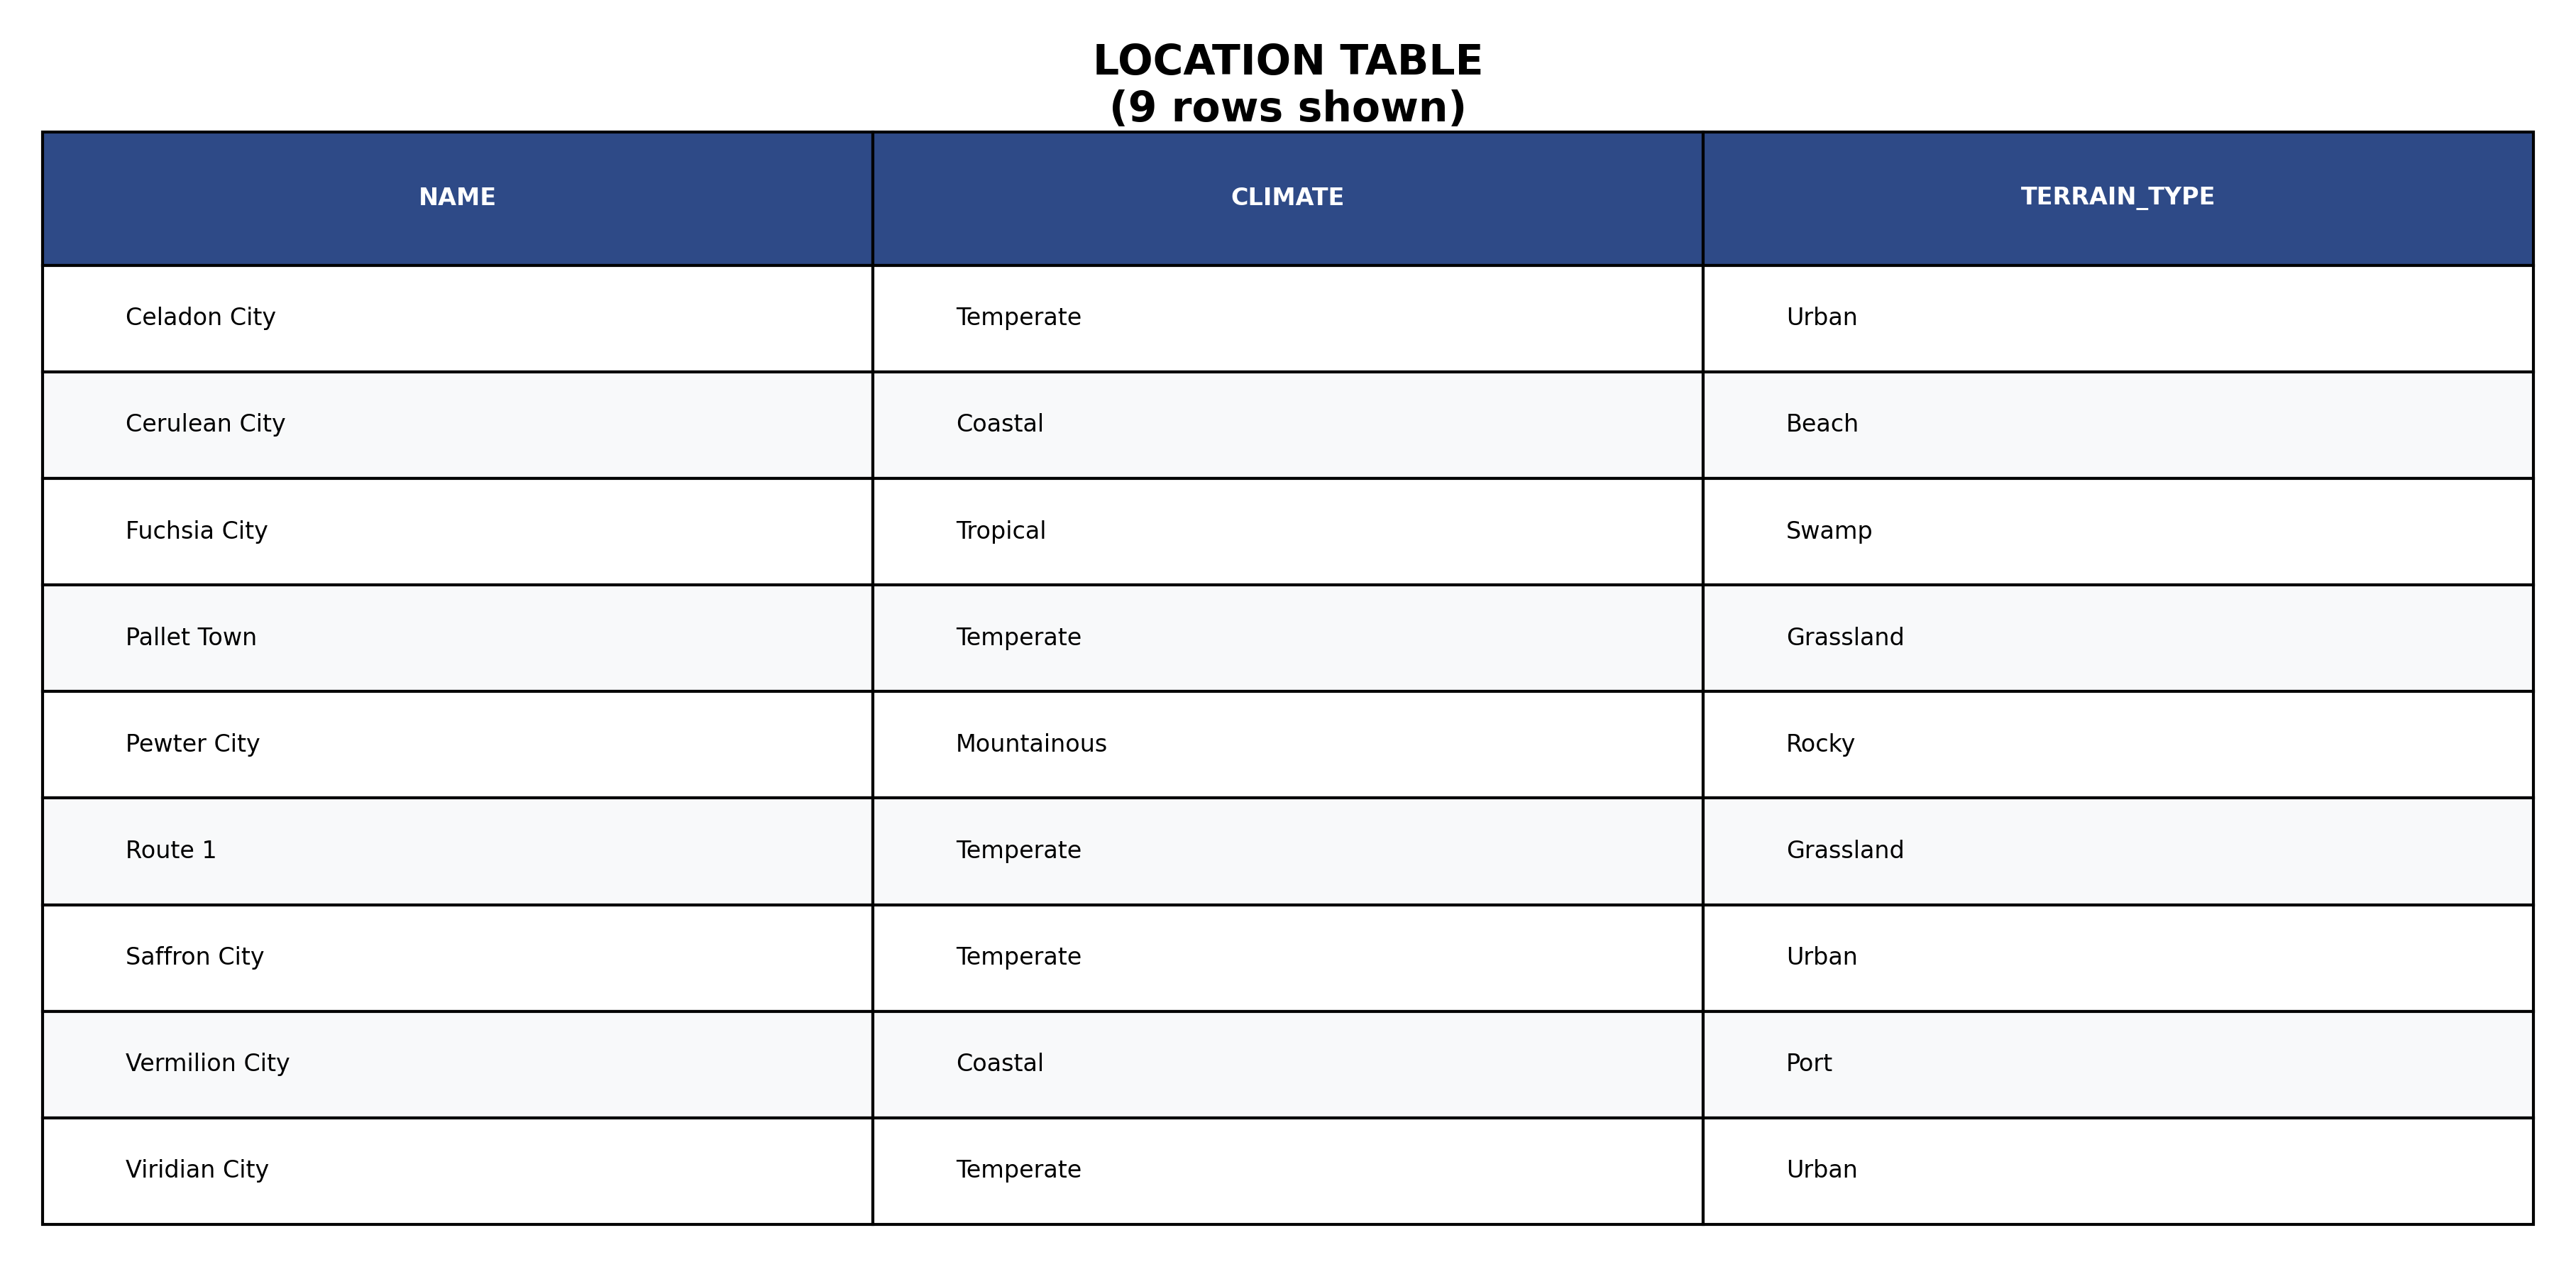 LOCATION TABLE
(9 rows shown)
NAME CLIMATE TERRAIN_TYPE
Celadon City Temperate Urban
Cerulean City Coastal Beach
Fuchsia City Tropical Swamp
Pallet Town Temperate Grassland
Pewter City Mountainous Rocky
Route 1 Temperate Grassland
Saffron City Temperate Urban
Vermilion City Coastal Port
Viridian City Temperate Urban